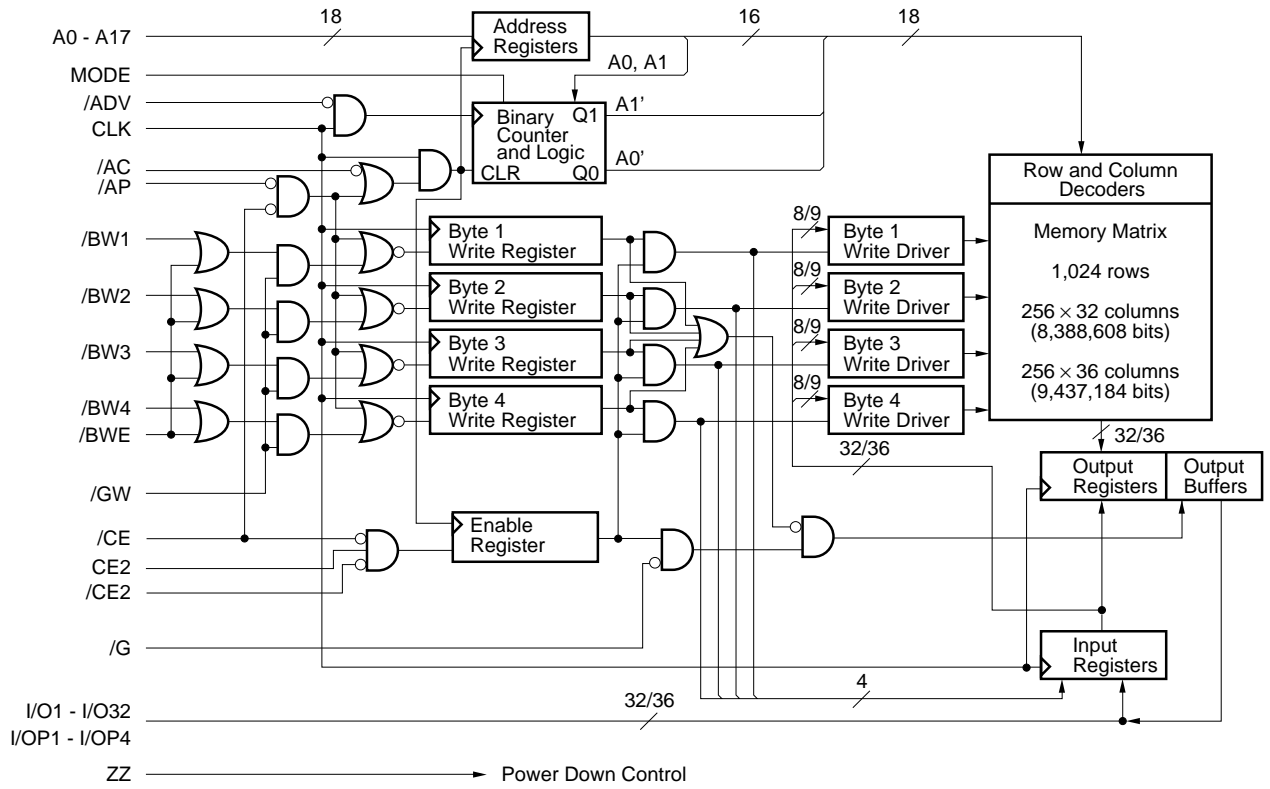 18
16
18
A0 - A17
Address
Registers
A0, A1
MODE
/ADV
CLK
Binary
Counter
and Logic
Q1
A1’
CLR
Q0
A0’
/AC
/AP
Row and Column
Decoders
/BW1
Byte 1
Write Register
8/9
Byte 1
Write Driver
Memory Matrix
1,024 rows
/BW2
Byte 2
Write Register
8/9
Byte 2
Write Driver
256 × 32 columns
(8,388,608 bits)
/BW3
Byte 3
Write Register
8/9
Byte 3
Write Driver
256 × 36 columns
(9,437,184 bits)
/BW4
/BWE
Byte 4
Write Register
8/9
Byte 4
Write Driver
32/36
32/36
Output
Registers
Output
Buffers
/GW
/CE
CE2
/CE2
Enable
Register
/G
Input
Registers
4
32/36
I/O1 - I/O32
I/OP1 - I/OP4
ZZ
Power Down Control